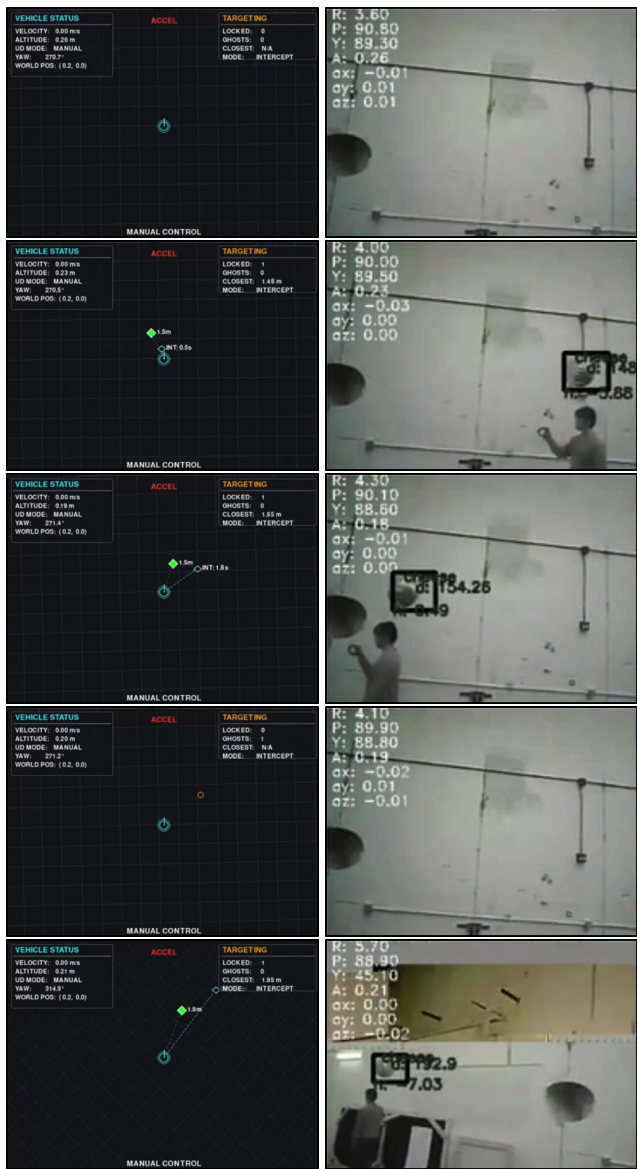 VEHICLE STATUS
VELOCITY: 0.00 m/s
ALTITUDE: 0.26 m
UD MODE: MANUAL
YAW: 270.7°
WORLD POS: (0.2, 0.0)
ACCEL
TARGETING
LOCKED: 0
GHOSTS: 0
CLOSEST: N/A
MODE: INTERCEPT
MANUAL CONTROL
R: 3.60
P: 90.80
Y: 89.30
A: 0.26
ax: -0.01
ay: 0.01
az: 0.01
VEHICLE STATUS
VELOCITY: 0.00 m/s
ALTITUDE: 0.23 m
UD MODE: MANUAL
YAW: 270.5°
WORLD POS: (0.2, 0.0)
ACCEL
TARGETING
LOCKED: 1
GHOSTS: 0
CLOSEST: 1.48 m
MODE: INTERCEPT
1.5m
INT: 0.5s
MANUAL CONTROL
R: 4.00
P: 90.00
Y: 89.50
A: 0.23
ax: -0.03
ay: 0.00
az: 0.00
d: 148
VEHICLE STATUS
VELOCITY: 0.00 m/s
ALTITUDE: 0.19 m
UD MODE: MANUAL
YAW: 271.4°
WORLD POS: (0.2, 0.0)
ACCEL
TARGETING
LOCKED: 1
GHOSTS: 0
CLOSEST: 1.55 m
MODE: INTERCEPT
1.5m
INT: 1.8s
MANUAL CONTROL
R: 4.30
P: 90.10
Y: 88.60
A: 0.18
ax: -0.01
ay: 0.00
az: 0.00
d: 154.26
VEHICLE STATUS
VELOCITY: 0.00 m/s
ALTITUDE: 0.20 m
UD MODE: MANUAL
YAW: 271.2°
WORLD POS: (0.2, 0.0)
ACCEL
TARGETING
LOCKED: 0
GHOSTS: 1
CLOSEST: N/A
MODE: INTERCEPT
MANUAL CONTROL
R: 4.10
P: 89.90
Y: 88.80
A: 0.19
ax: -0.02
ay: 0.01
az: -0.01
VEHICLE STATUS
VELOCITY: 0.00 m/s
ALTITUDE: 0.21 m
UD MODE: MANUAL
YAW: 314.9°
WORLD POS: (0.2, 0.0)
ACCEL
TARGETING
LOCKED: 1
GHOSTS: 0
CLOSEST: 1.95 m
MODE: INTERCEPT
1.9m
MANUAL CONTROL
R: 5.70
P: 88.90
Y: 45.10
A: 0.21
ax: 0.00
ay: 0.00
az: -0.02
d: 192.9
-7.03